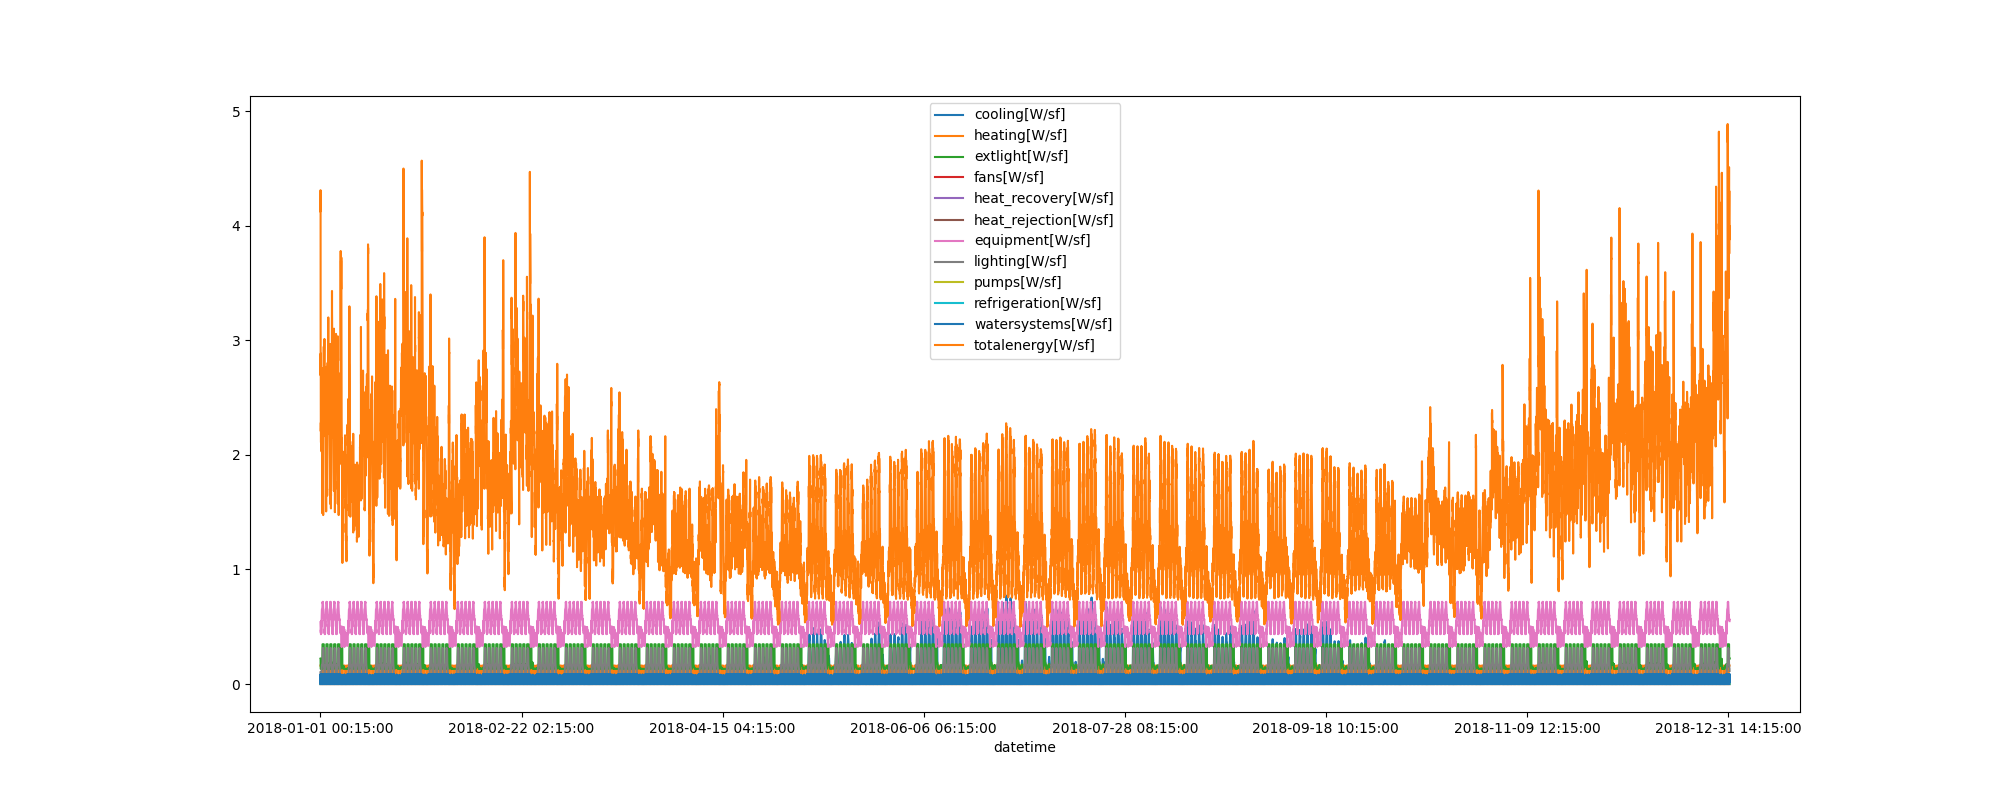 5
4
3
2
1
0
cooling[W/sf]
heating[W/sf]
extlight[W/sf]
fans[W/sf]
heat_recovery[W/sf]
heat_rejection[W/sf]
equipment[W/sf]
lighting[W/sf]
pumps[W/sf]
refrigeration[W/sf]
watersystems[W/sf]
totalenergy[W/sf]
2018-01-01 00:15:00 2018-02-22 02:15:00 2018-04-15 04:15:00 2018-06-06 06:15:00 2018-07-28 08:15:00 2018-09-18 10:15:00 2018-11-09 12:15:00 2018-12-31 14:15:00
datetime